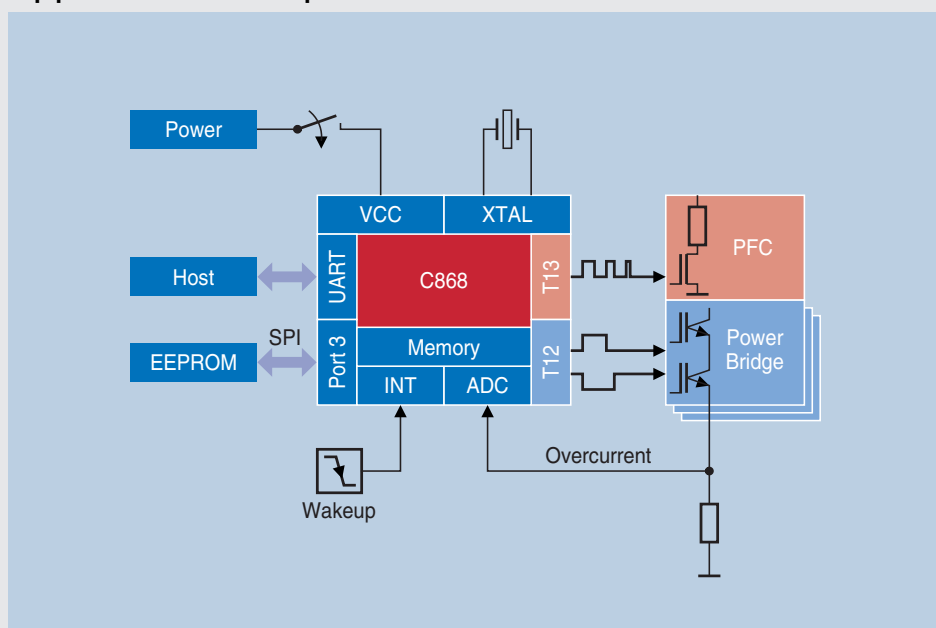 Power
VCC
XTAL
Host
UART
C868
T13
PFC
SPI
EEPROM
Port 3
Memory
T12
Power
Bridge
INT
ADC
Overcurrent
Wakeup